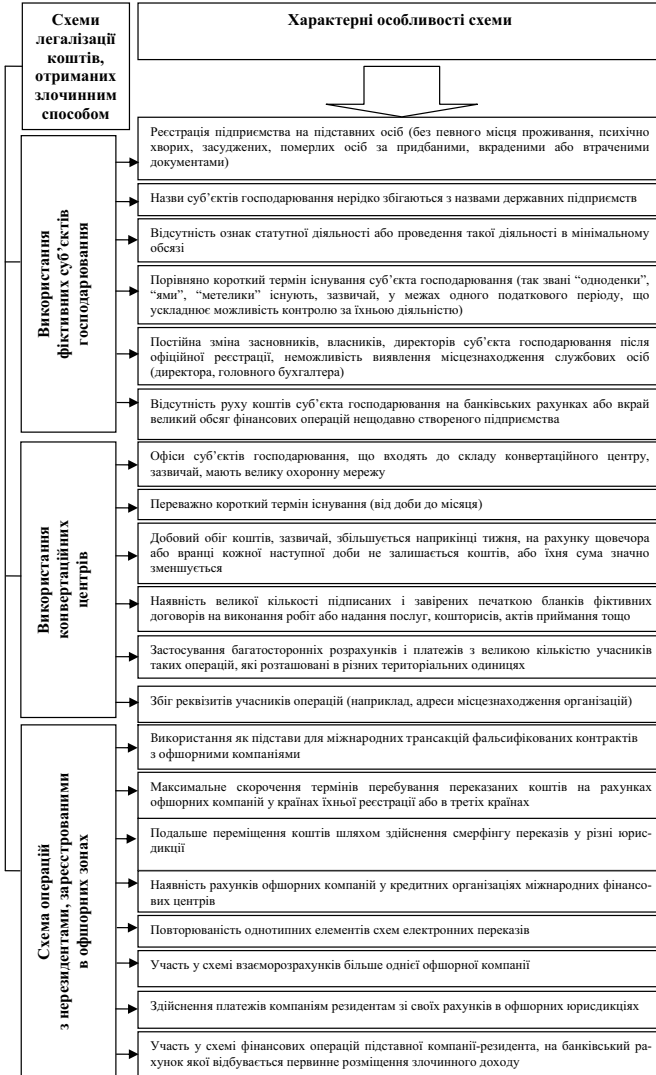 Схеми
легалізації
коштів,
отриманих
злочинним
способом
Характерні особливості схеми
Використання
фіктивних суб’єктів
господарювання
Реєстрація підприємства на підставних осіб (без певного місця проживання, психічно
хворих, засуджених, померлих осіб за придбаними, вкраденими або втраченими
документами)
Назви суб’єктів господарювання нерідко збігаються з назвами державних підприємств
Відсутність ознак статутної діяльності або проведення такої діяльності в мінімальному
обсязі
Порівняно короткий термін існування суб’єкта господарювання (так звані “одноденки”,
“ями”, “метелики” існують, зазвичай, у межах одного податкового періоду, що
ускладнює можливість контролю за їхньою діяльністю)
Постійна зміна засновників, власників, директорів суб’єкта господарювання після
офіційної реєстрації, неможливість виявлення місцезнаходження службових осіб
(директора, головного бухгалтера)
Відсутність руху коштів суб’єкта господарювання на банківських рахунках або вкрай
великий обсяг фінансових операцій нещодавно створеного підприємства
Використання
конвертаційних
центрів
Офіси суб’єктів господарювання, що входять до складу конвертаційного центру,
зазвичай, мають велику охоронну мережу
Переважно короткий термін існування (від доби до місяця)
Добовий обіг коштів, зазвичай, збільшується наприкінці тижня, на рахунку щовечора
або вранці кожної наступної доби не залишається коштів, або їхня сума значно
зменшується
Наявність великої кількості підписаних і завірених печаткою бланків фіктивних
договорів на виконання робіт або надання послуг, кошторисів, актів приймання тощо
Застосування багатосторонніх розрахунків і платежів з великою кількістю учасників
таких операцій, які розташовані в різних територіальних одиницях
Збіг реквізитів учасників операцій (наприклад, адреси місцезнаходження організацій)
Схема операцій
з нерезидентами, зареєстрованими
в офшорних зонах
Використання як підстави для міжнародних трансакцій фальсифікованих контрактів
з офшорними компаніями
Максимальне скорочення термінів перебування переказаних коштів на рахунках
офшорних компаній у країнах їхньої реєстрації або в третіх країнах
Подальше переміщення коштів шляхом здійснення смерфінгу переказів у різні юрис-
дикції
Наявність рахунків офшорних компаній у кредитних організаціях міжнародних фінансо-
вих центрів
Повторюваність однотипних елементів схем електронних переказів
Участь у схемі взаєморозрахунків більше однієї офшорної компанії
Здійснення платежів компаніям резидентам зі своїх рахунків в офшорних юрисдикціях
Участь у схемі фінансових операцій підставної компанії-резидента, на банківський ра-
хунок якої відбувається первинне розміщення злочинного доходу